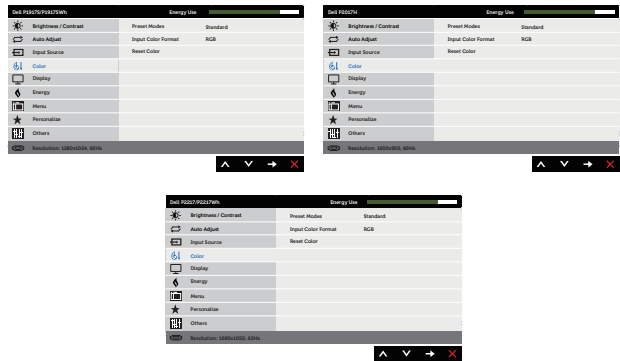 Dell P1917S/P1917SWh Energy Use
Brightness / Contrast Preset Modes Standard
Auto Adjust Input Color Format RGB
Input Source Reset Color
Color
Display
Energy
Menu
Personalize
Others
Resolution: 1280x1024, 60Hz
Dell P2017H Energy Use
Brightness / Contrast Preset Modes Standard
Auto Adjust Input Color Format RGB
Input Source Reset Color
Color
Display
Energy
Menu
Personalize
Others
Resolution: 1600x900, 60Hz
Dell P2217/P2217Wh Energy Use
Brightness / Contrast Preset Modes Standard
Auto Adjust Input Color Format RGB
Input Source Reset Color
Color
Display
Energy
Menu
Personalize
Others
Resolution: 1680x1050, 60Hz